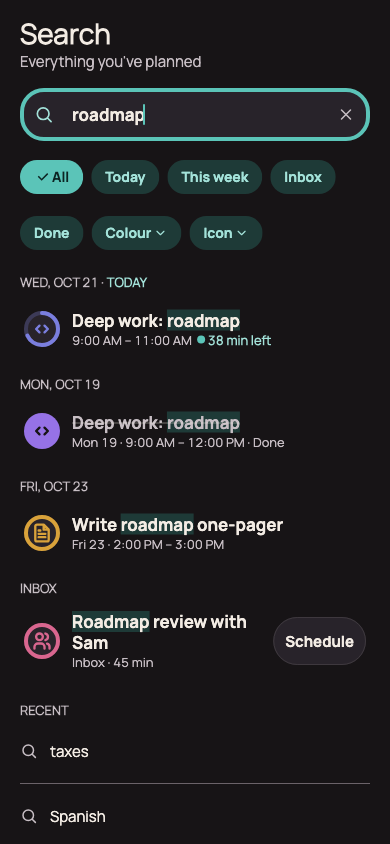 Search
Everything you've planned
roadmap
All
Today
This week
Inbox
Done
Colour
Icon
WED, OCT 21 · TODAY
Deep work: roadmap
9:00 AM – 11:00 AM 38 min left
MON, OCT 19
Deep work: roadmap
Mon 19 · 9:00 AM – 12:00 PM · Done
FRI, OCT 23
Write roadmap one-pager
Fri 23 · 2:00 PM – 3:00 PM
INBOX
Roadmap review with
Sam
Inbox · 45 min
Schedule
RECENT
taxes
Spanish